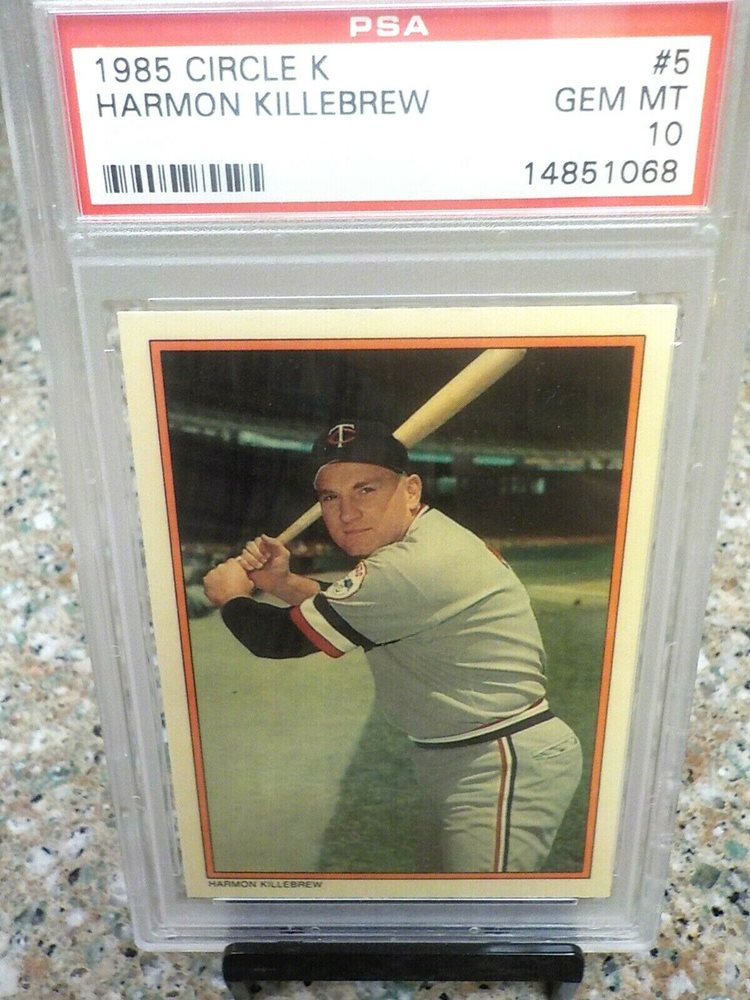 PSA
1985 CIRCLE K #5
HARMON KILLEBREW GEM MT
10
14851068
TC
HARMON KILLEBREW